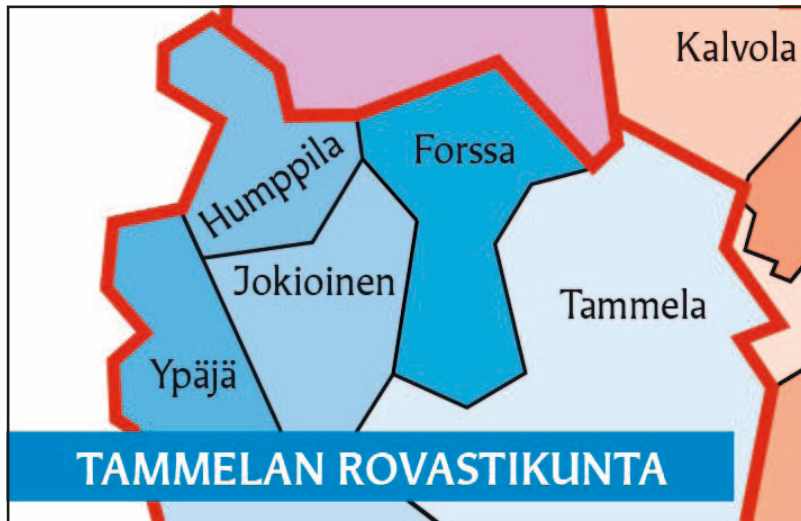 Kalvola
Forssa
Humppila
Jokioinen
Tammela
Ypäjä
TAMMELAN ROVASTIKUNTA